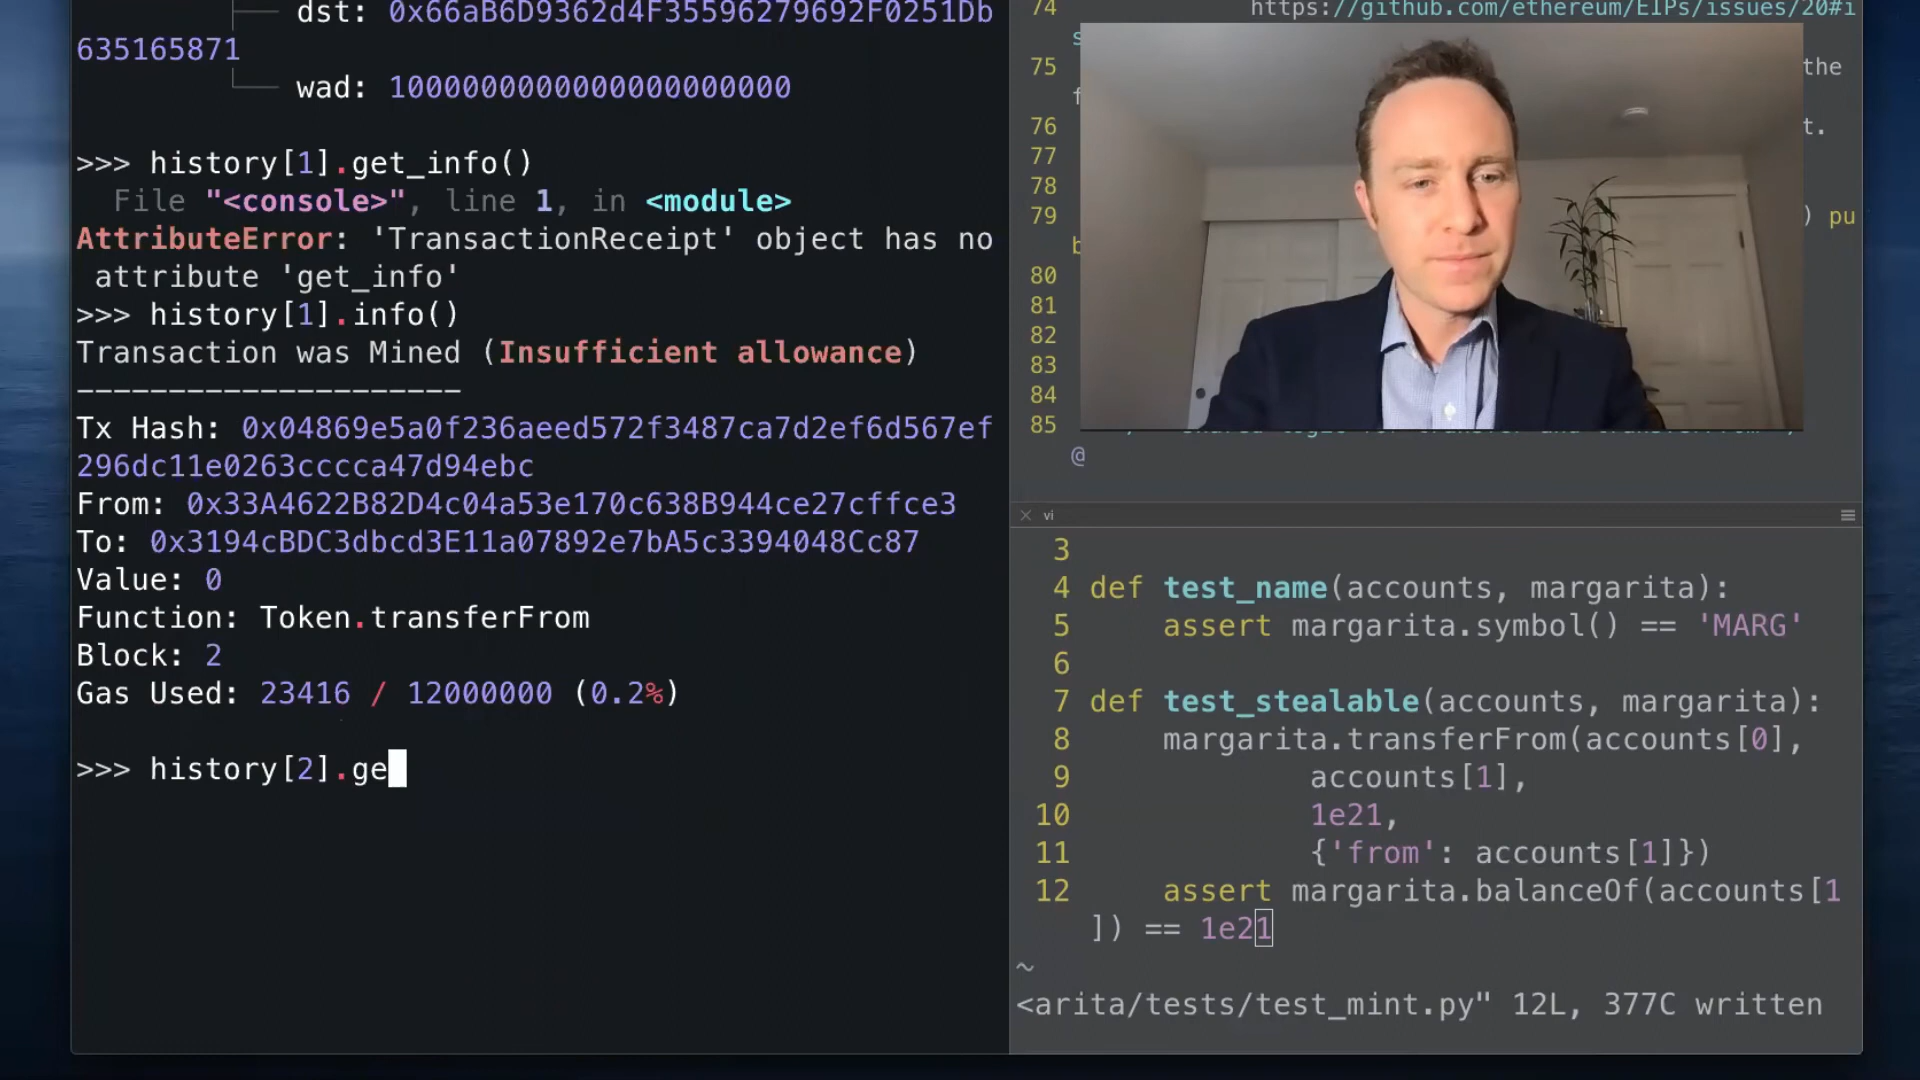 dst: 0x66aB6D9362d4F35596279692F0251Db
635165871
wad: 1000000000000000000000
>>> history[1].get_info()
File "<console>", line 1, in <module>
AttributeError: 'TransactionReceipt' object has no
attribute 'get_info'
>>> history[1].info()
Transaction was Mined (Insufficient allowance)
---------------------
Tx Hash: 0x04869e5a0f236aeed572f3487ca7d2ef6d567ef
296dc11e0263cccca47d94ebc
From: 0x33A4622B82D4c04a53e170c638B944ce27cffce3
To: 0x3194cBDC3dbcd3E11a07892e7bA5c3394048Cc87
Value: 0
Function: Token.transferFrom
Block: 2
Gas Used: 23416 / 12000000 (0.2%)
>>> history[2].ge
74 https://github.com/ethereum/EIPs/issues/20#i
s
75 the
f
76 t.
77
78
79 ) pu
b
80
81
82
83
84
85
@
vi
3
4 def test_name(accounts, margarita):
5 assert margarita.symbol() == 'MARG'
6
7 def test_stealable(accounts, margarita):
8 margarita.transferFrom(accounts[0],
9 accounts[1],
10 1e21,
11 {'from': accounts[1]})
12 assert margarita.balanceOf(accounts[1
]) == 1e21
~
<arita/tests/test_mint.py" 12L, 377C written